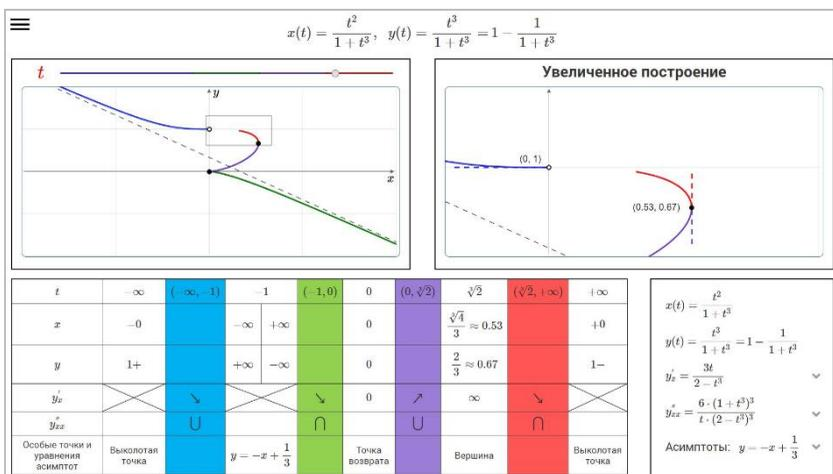 x(t) = t²/(1 + t³), y(t) = t³/(1 + t³) = 1 − 1/(1 + t³)
t
y
x
Увеличенное построение
(0, 1)
(0.53, 0.67)
t −∞ (−∞, −1) −1 (−1, 0) 0 (0, ∛2) ∛2 (∛2, +∞) +∞
x −0 −∞ +∞ 0 ∛4/3 ≈ 0.53 +0
y 1+ +∞ −∞ 0 2/3 ≈ 0.67 1−
y′ₓ ↘ ↘ 0 ↗ ∞ ↘
y″ₓₓ ∪ ∩ ∪ ∩
Особые точки и уравнения асимптот Выколотая точка y = −x + 1/3 Точка возврата Вершина Выколотая точка
x(t) = t²/(1 + t³)
y(t) = t³/(1 + t³) = 1 − 1/(1 + t³)
y′ₓ = 3t/(2 − t³)
y″ₓₓ = 6 · (1 + t³)³/(t · (2 − t³)³)
Асимптоты: y = −x + 1/3